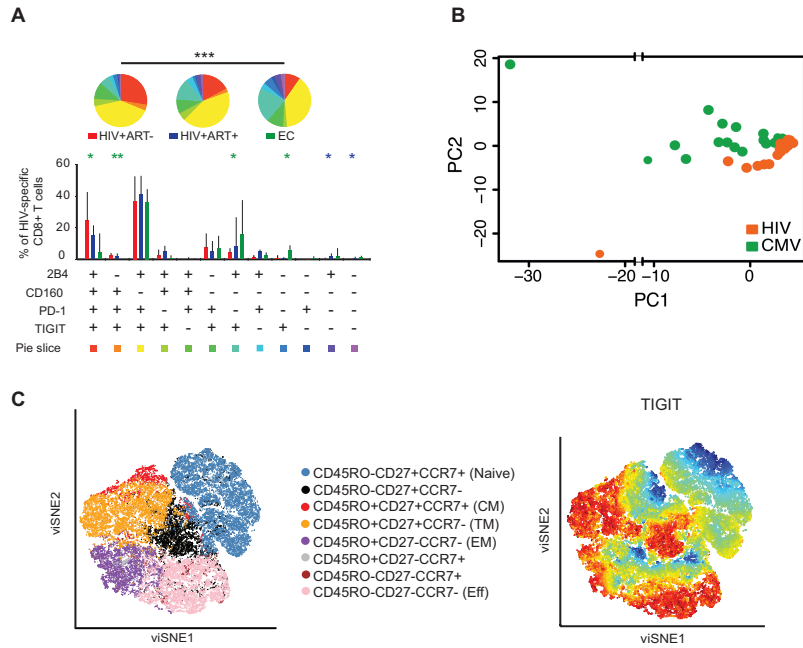 A
***
HIV+ART- HIV+ART+ EC
* ** * * * *
% of HIV-specific
CD8+ T cells
60
40
20
0
2B4 + - + + + + + + - - + -
CD160 + + - + + - - - - - - -
PD-1 + + + - + + - + - + - -
TIGIT + + + + - + + - + - - -
Pie slice
B
PC2
20
10
0
-10
-20
-30 -20 -10 0
PC1
HIV
CMV
C
viSNE2
viSNE1
CD45RO-CD27+CCR7+ (Naive)
CD45RO-CD27+CCR7-
CD45RO+CD27+CCR7+ (CM)
CD45RO+CD27+CCR7- (TM)
CD45RO+CD27-CCR7- (EM)
CD45RO+CD27-CCR7+
CD45RO-CD27-CCR7+
CD45RO-CD27-CCR7- (Eff)
TIGIT
viSNE2
viSNE1